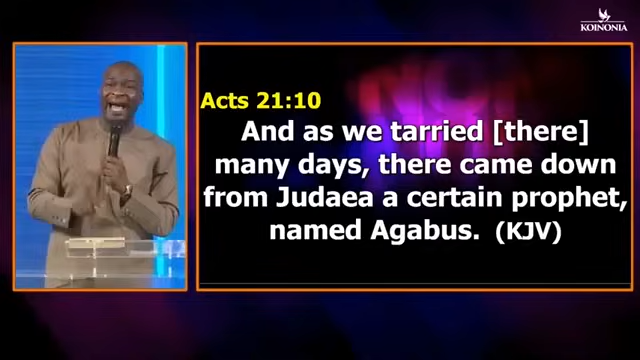 KOINONIA
Acts 21:10
And as we tarried [there]
many days, there came down
from Judaea a certain prophet,
named Agabus. (KJV)